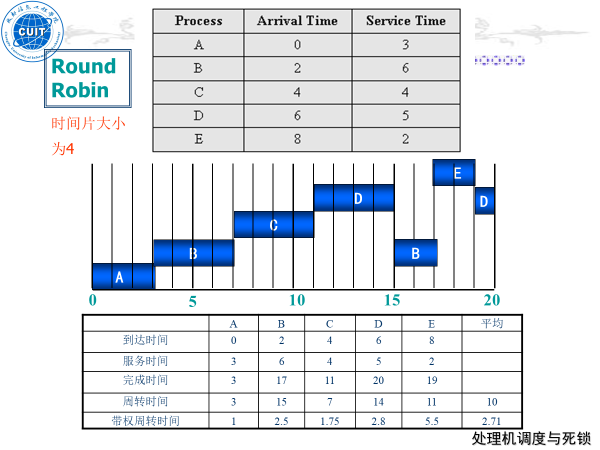 CUIT
Round
Robin
时间片大小
为4
Process Arrival Time Service Time
A 0 3
B 2 6
C 4 4
D 6 5
E 8 2
E
D
D
C
B
B
A
0 5 10 15 20
A B C D E 平均
到达时间 0 2 4 6 8
服务时间 3 6 4 5 2
完成时间 3 17 11 20 19
周转时间 3 15 7 14 11 10
带权周转时间 1 2.5 1.75 2.8 5.5 2.71
处理机调度与死锁